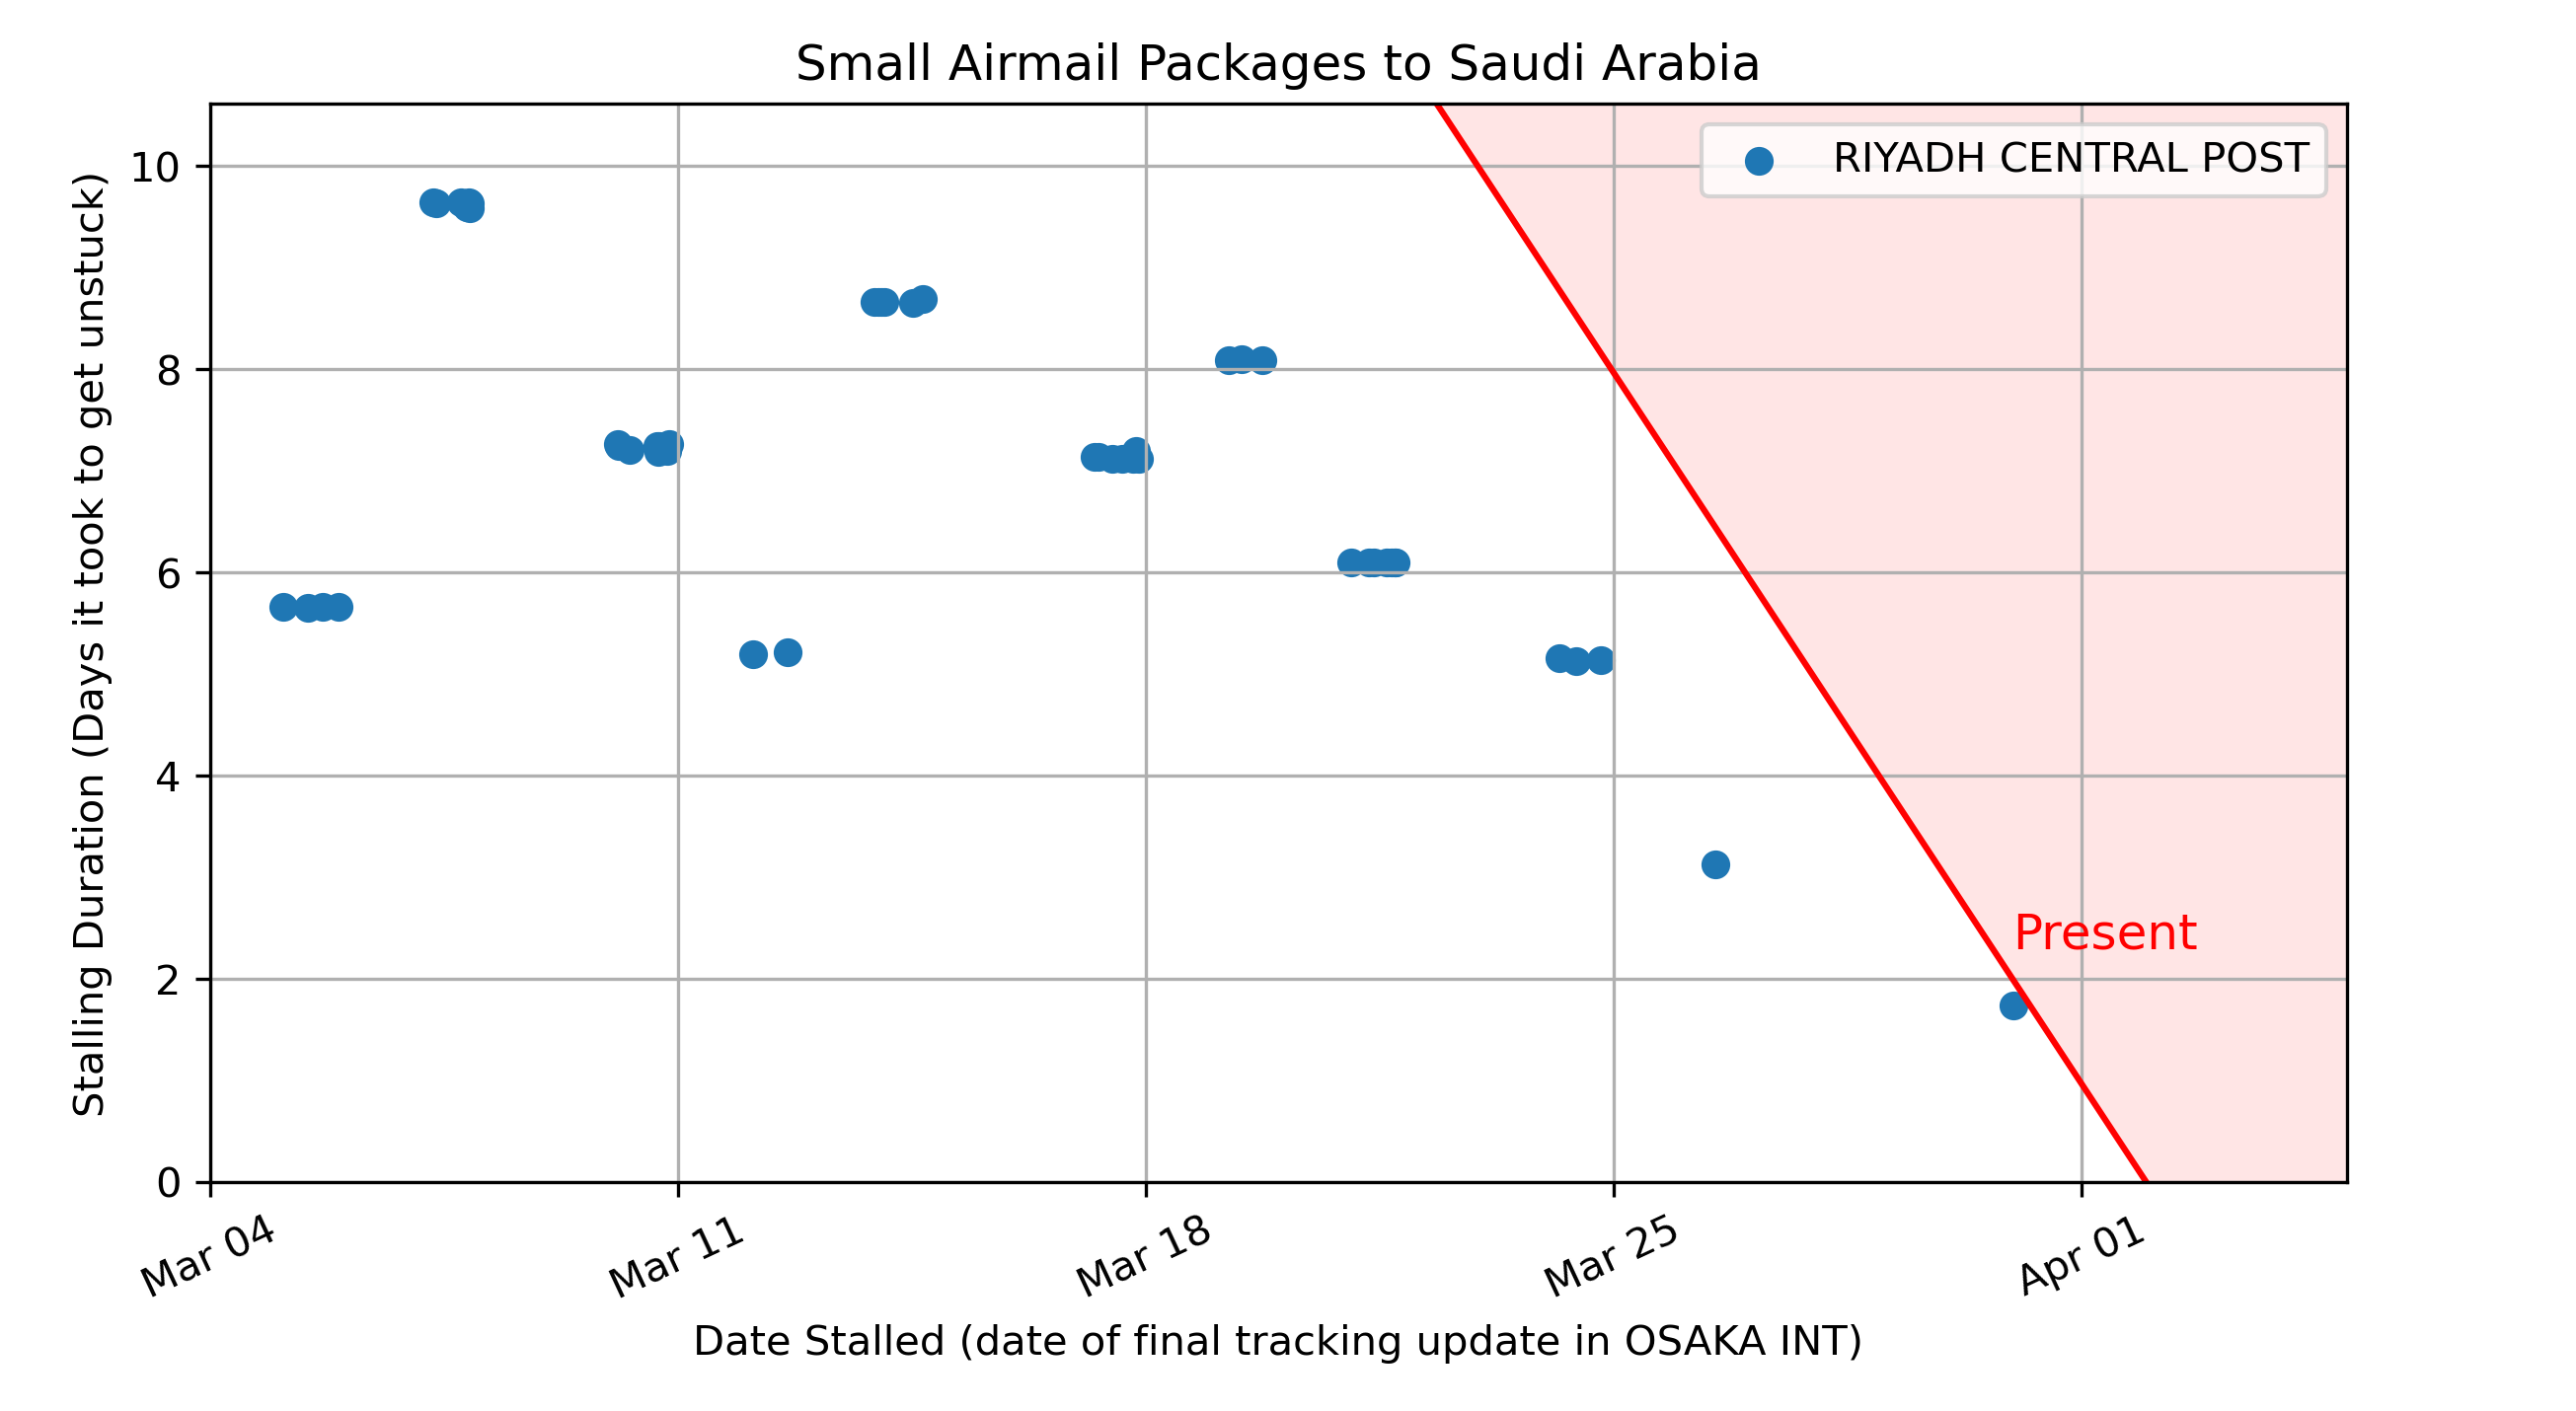 Small Airmail Packages to Saudi Arabia
RIYADH CENTRAL POST
Stalling Duration (Days it took to get unstuck)
10
8
6
4
2
0
Present
Mar 04
Mar 11
Mar 18
Mar 25
Apr 01
Date Stalled (date of final tracking update in OSAKA INT)